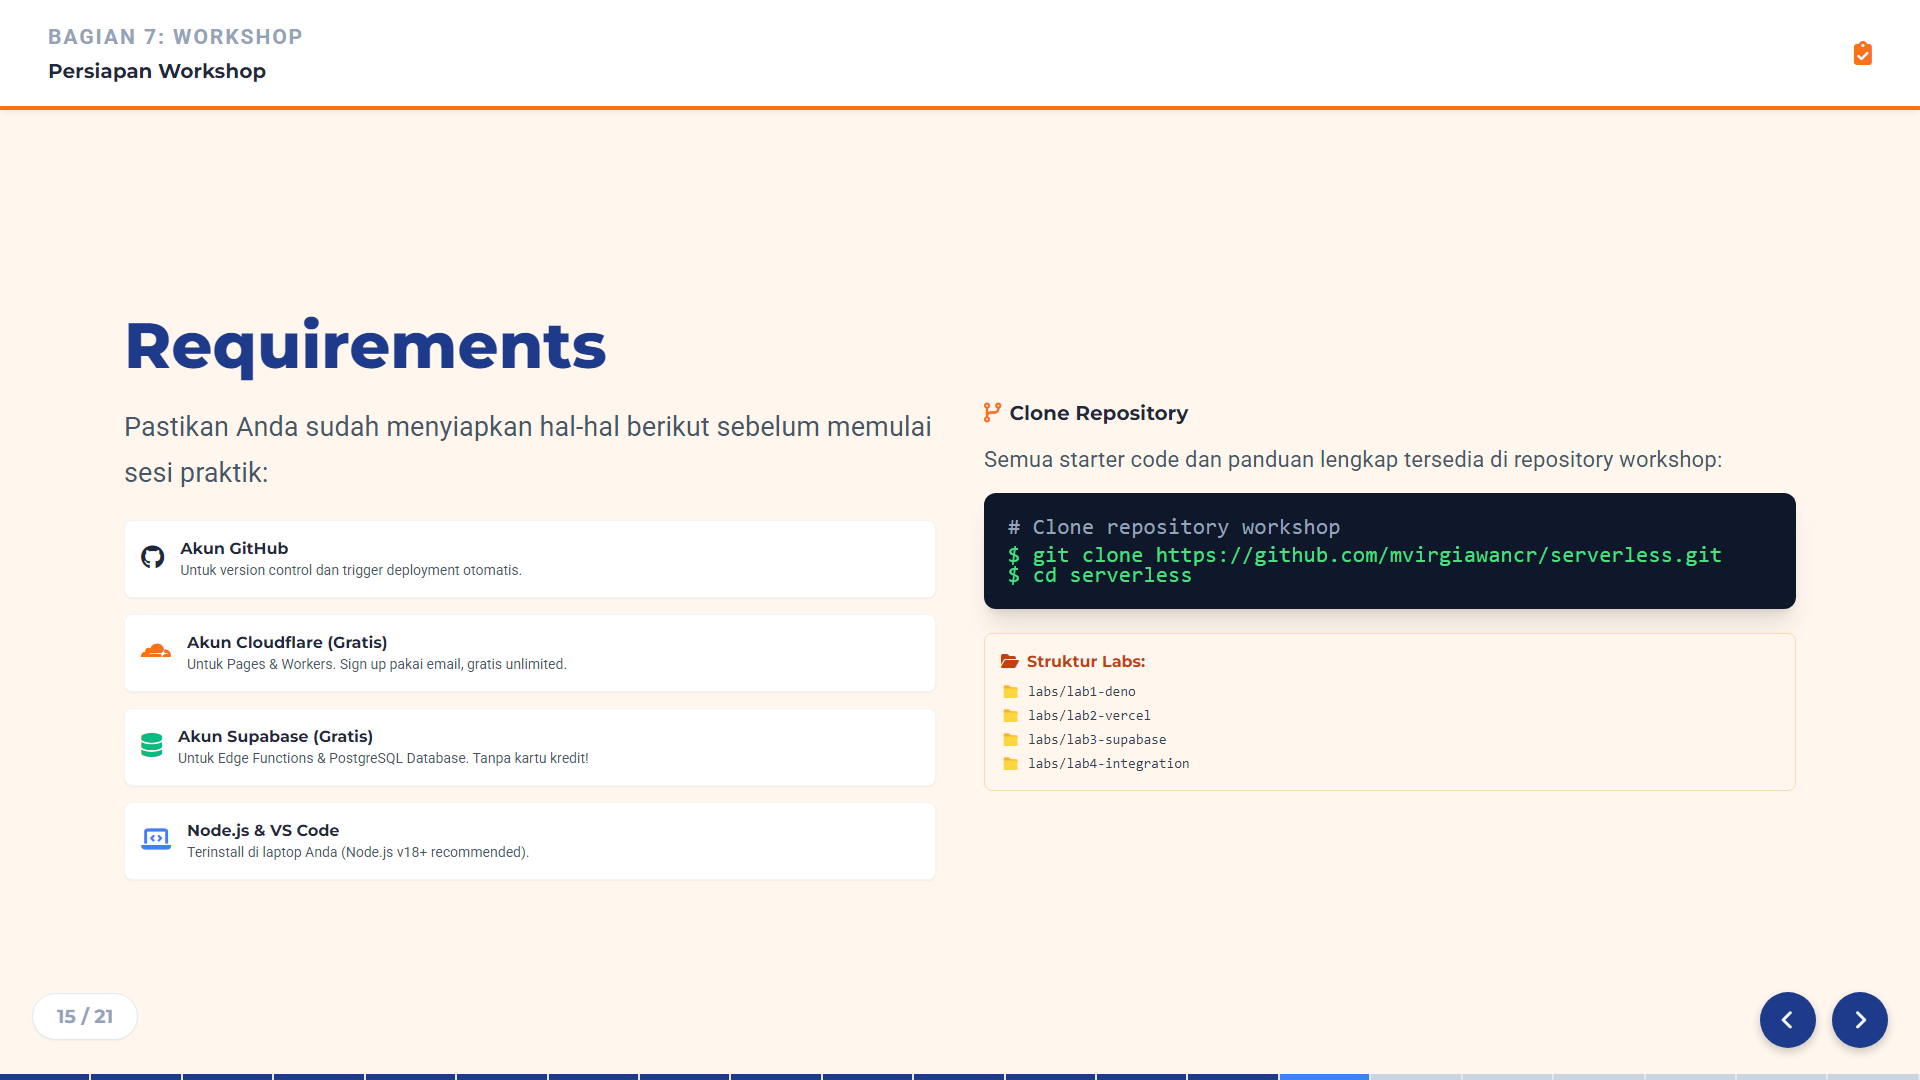 BAGIAN 7: WORKSHOP
Persiapan Workshop
Requirements
Pastikan Anda sudah menyiapkan hal-hal berikut sebelum memulai
sesi praktik:
Akun GitHub
Untuk version control dan trigger deployment otomatis.
Akun Cloudflare (Gratis)
Untuk Pages & Workers. Sign up pakai email, gratis unlimited.
Akun Supabase (Gratis)
Untuk Edge Functions & PostgreSQL Database. Tanpa kartu kredit!
Node.js & VS Code
Terinstall di laptop Anda (Node.js v18+ recommended).
Clone Repository
Semua starter code dan panduan lengkap tersedia di repository workshop:
# Clone repository workshop
$ git clone https://github.com/mvirgiawancr/serverless.git
$ cd serverless
Struktur Labs:
labs/lab1-deno
labs/lab2-vercel
labs/lab3-supabase
labs/lab4-integration
15 / 21